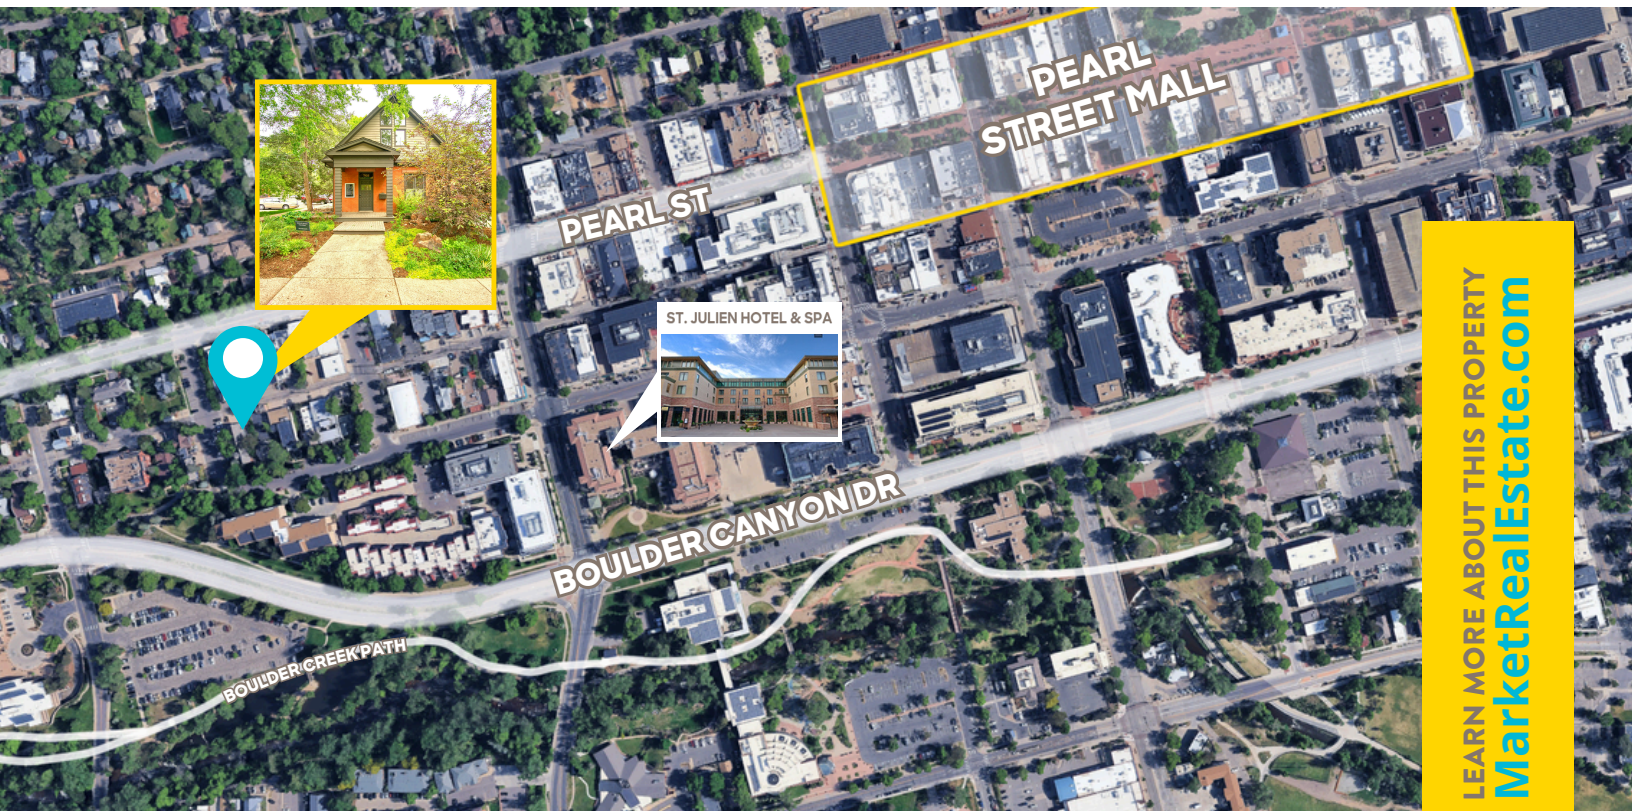 PEARL
STREET MALL
PEARL ST
ST. JULIEN HOTEL & SPA
BOULDER CANYON DR
BOULDER CREEK PATH
LEARN MORE ABOUT THIS PROPERTY
MarketRealEstate.com